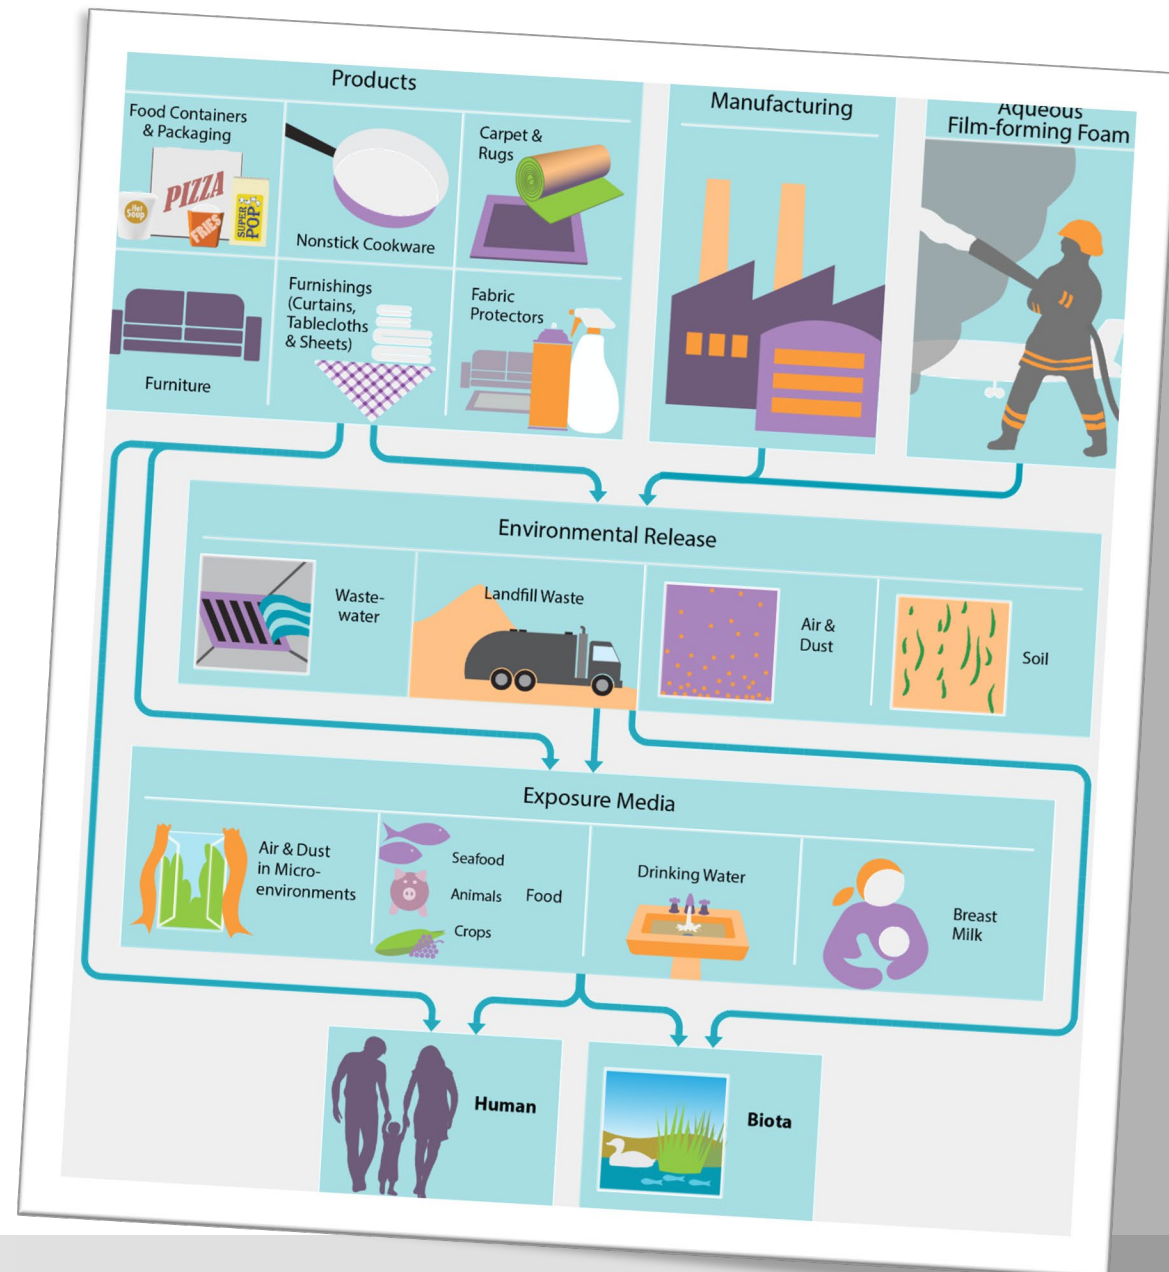 Products
Food Containers
& Packaging
Hot
Soup
PIZZA
FRIES
SUPER
POP
Nonstick Cookware
Carpet &
Rugs
Furniture
Furnishings
(Curtains,
Tablecloths
& Sheets)
Fabric
Protectors
Manufacturing
Aqueous
Film-forming Foam
Environmental Release
Waste-
water
Landfill Waste
Air &
Dust
Soil
Exposure Media
Air & Dust
in Micro-
environments
Seafood
Animals
Food
Crops
Drinking Water
Breast
Milk
Human
Biota